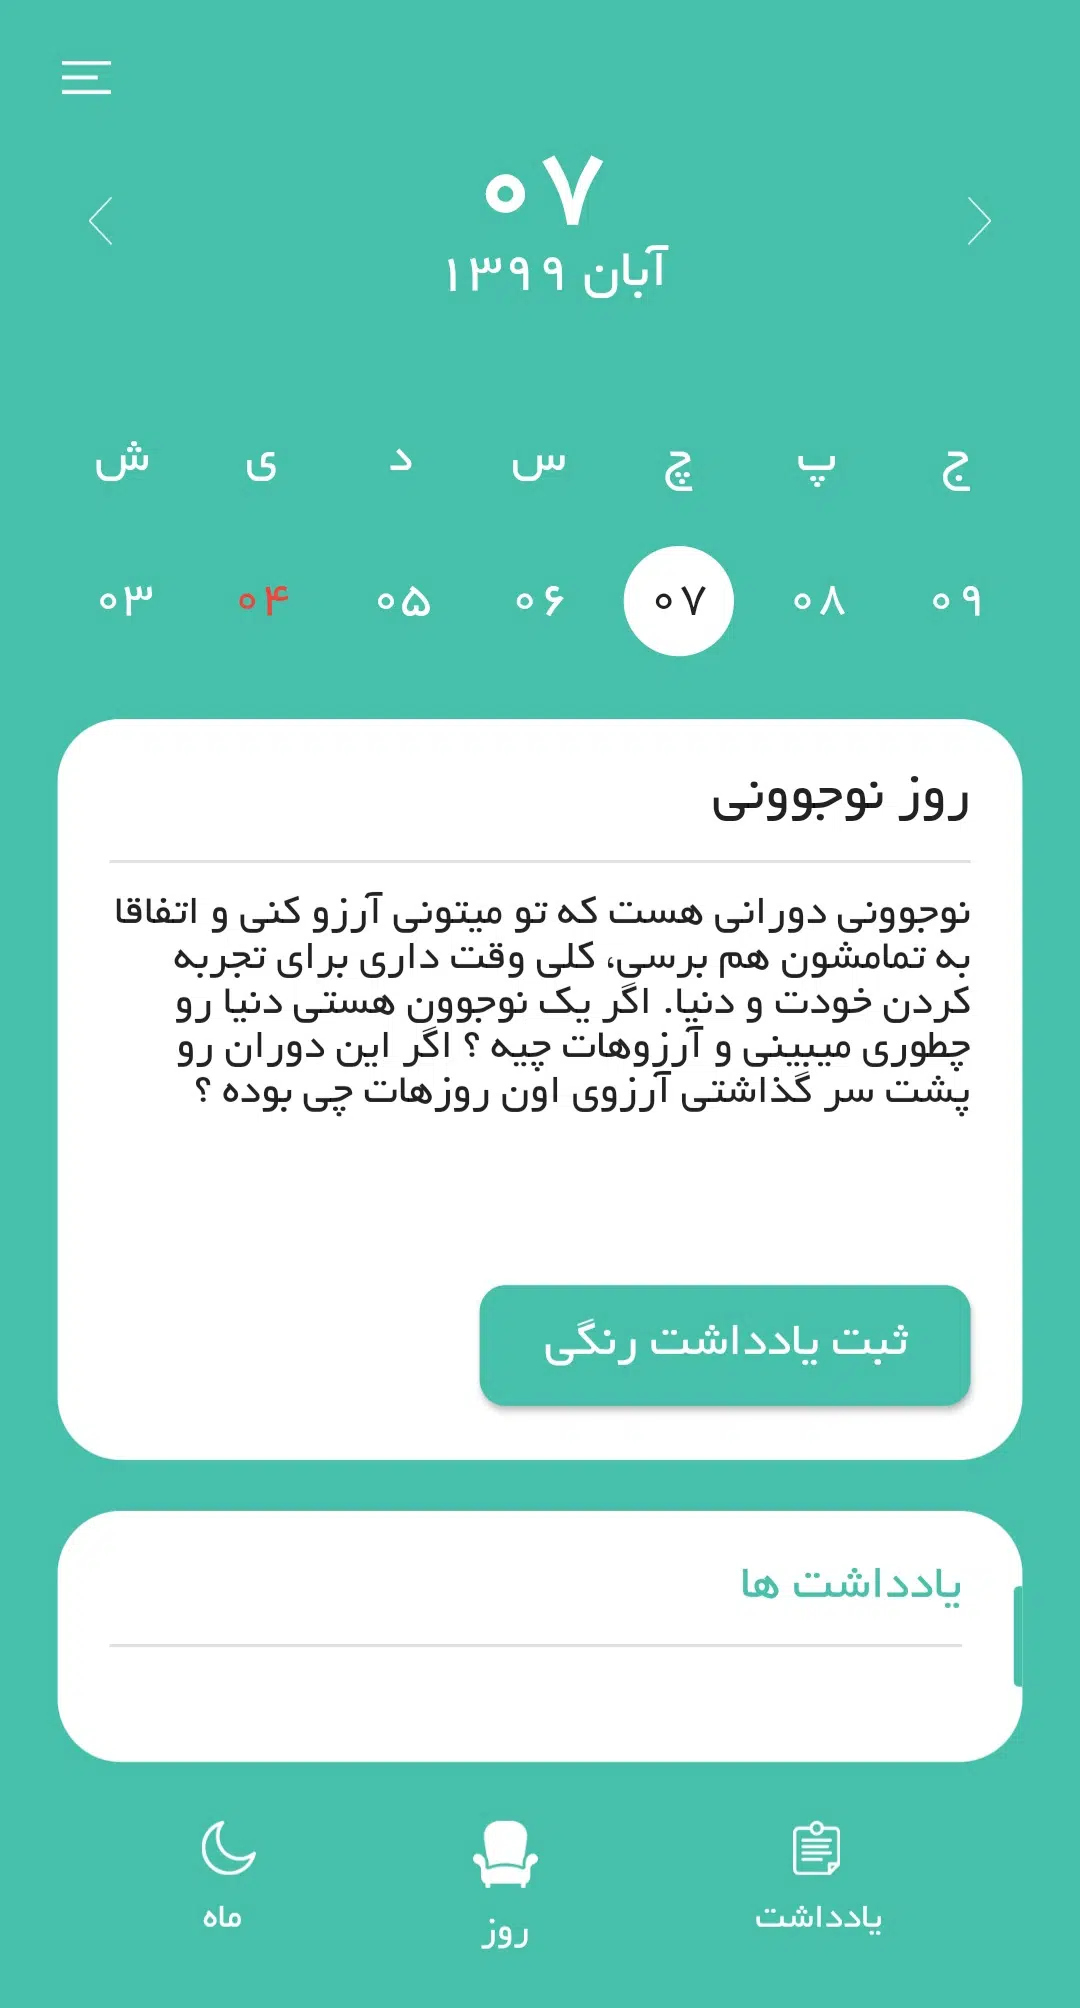 ۰۷
آبان ۱۳۹۹
ش ی د س چ پ ج
۰۳ ۰۴ ۰۵ ۰۶ ۰۷ ۰۸ ۰۹
روز نوجوونی
نوجوونی دورانی هست که تو میتونی آرزو کنی و اتفاقا
به تمامشون هم برسی، کلی وقت داری برای تجربه
کردن خودت و دنیا. اگر یک نوجوون هستی دنیا رو
چطوری میبینی و آرزوهات چیه ؟ اگر این دوران رو
پشت سر گذاشتی آرزوی اون روزهات چی بوده ؟
ثبت یادداشت رنگی
یادداشت ها
یادداشت روز ماه